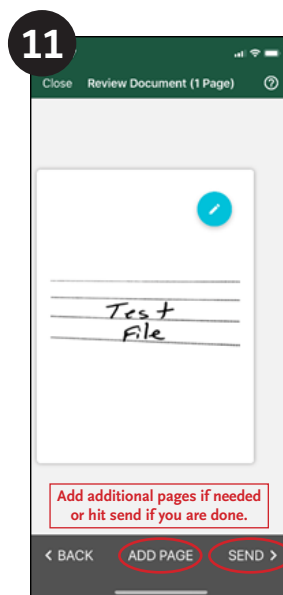 11
Close Review Document (1 Page) ?
Test
File
Add additional pages if needed
or hit send if you are done.
< BACK ADD PAGE SEND >